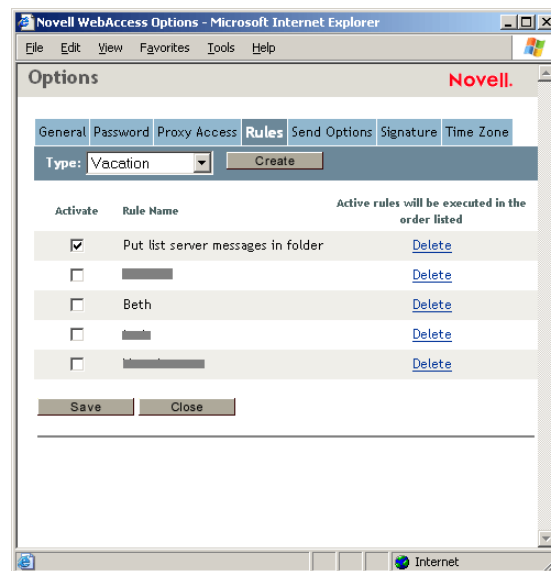 Novell WebAccess Options - Microsoft Internet Explorer
File Edit View Favorites Tools Help
Options Novell.
General Password Proxy Access Rules Send Options Signature Time Zone
Type: Vacation Create
Activate Rule Name Active rules will be executed in the
order listed
Put list server messages in folder Delete
Delete
Beth Delete
Delete
Delete
Save Close
Internet